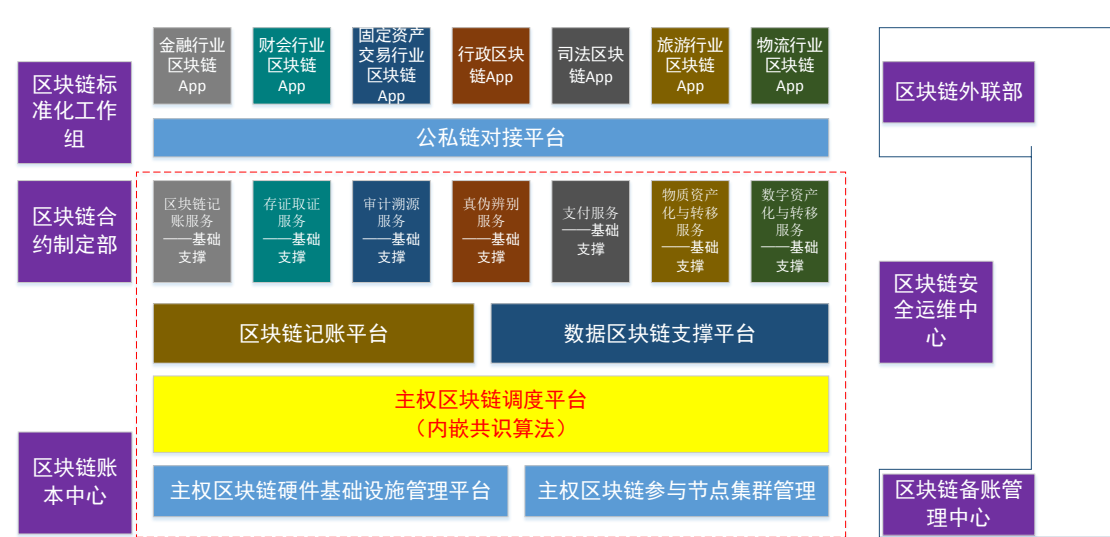 金融行业
区块链
App
财会行业
区块链
App
固定资产
交易行业
区块链
App
行政区块
链App
司法区块
链App
旅游行业
区块链
App
物流行业
区块链
App
区块链标
准化工作
组
区块链外联部
公私链对接平台
区块链合
约制定部
区块链记
账服务
——基础
支撑
存证取证
服务
——基础
支撑
审计溯源
服务
——基础
支撑
真伪辨别
服务
——基础
支撑
支付服务
——基础
支撑
物质资产
化与转移
服务
——基础
支撑
数字资产
化与转移
服务
——基础
支撑
区块链安
全运维中
心
区块链记账平台
数据区块链支撑平台
主权区块链调度平台
（内嵌共识算法）
区块链账
本中心
主权区块链硬件基础设施管理平台
主权区块链参与节点集群管理
区块链备账管
理中心